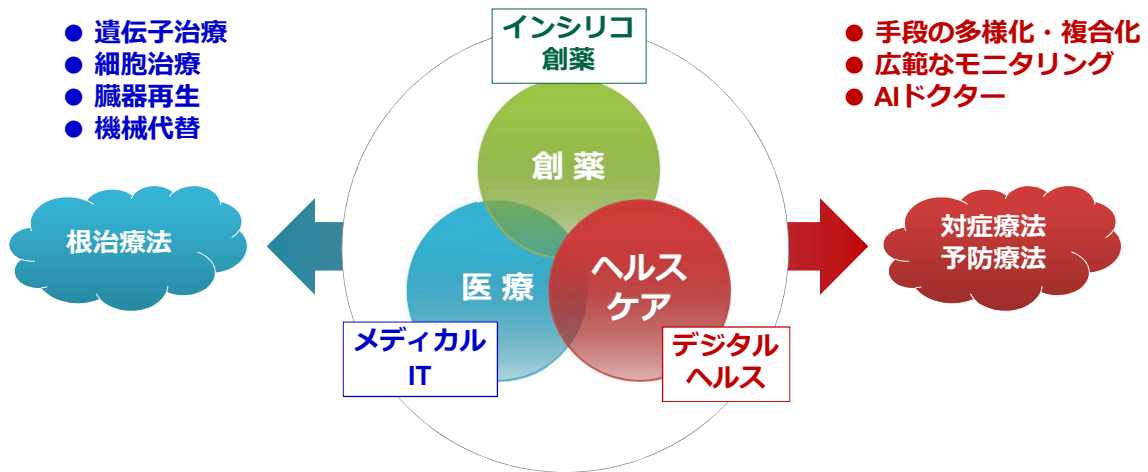 ● 遺伝子治療
● 細胞治療
● 臓器再生
● 機械代替
インシリコ
創薬
● 手段の多様化・複合化
● 広範なモニタリング
● AIドクター
創 薬
根治療法
医 療
ヘルス
ケア
対症療法
予防療法
メディカル
IT
デジタル
ヘルス